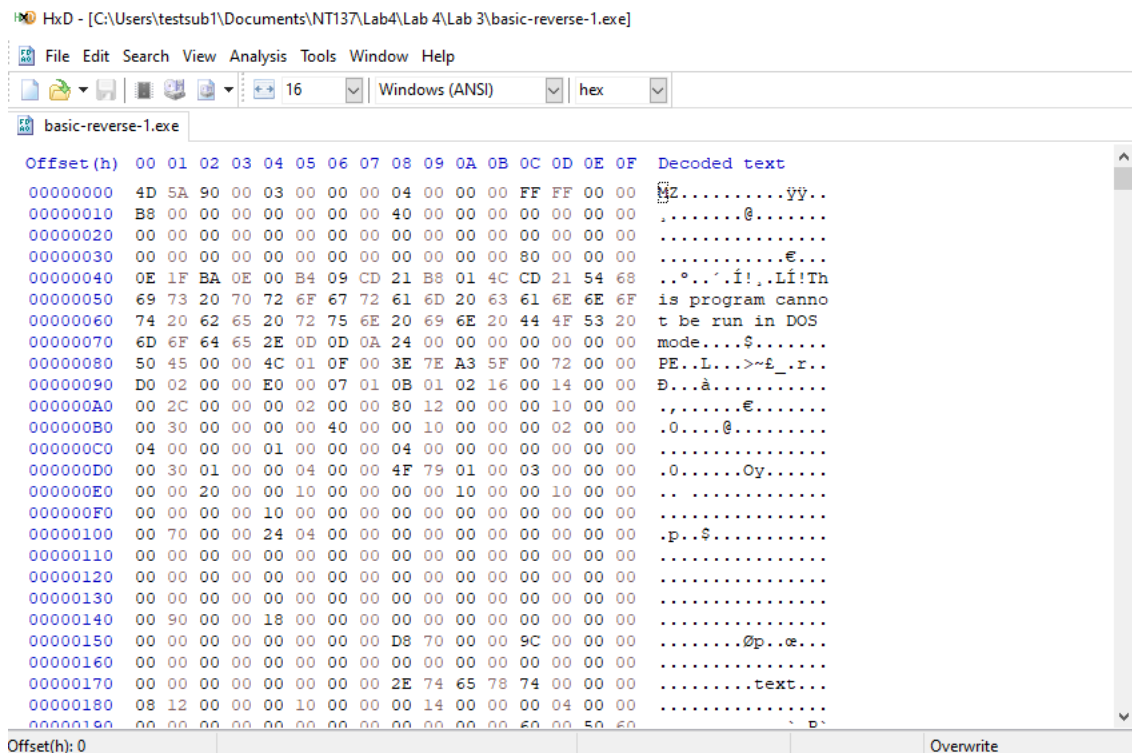 HxD - [C:\Users\testsub1\Documents\NT137\Lab4\Lab 4\Lab 3\basic-reverse-1.exe]
File Edit Search View Analysis Tools Window Help
16 Windows (ANSI) hex
basic-reverse-1.exe
Offset(h) 00 01 02 03 04 05 06 07 08 09 0A 0B 0C 0D 0E 0F Decoded text
00000000 4D 5A 90 00 03 00 00 00 04 00 00 00 FF FF 00 00 MZ..........ÿÿ..
00000010 B8 00 00 00 00 00 00 00 40 00 00 00 00 00 00 00 ¸.......@.......
00000020 00 00 00 00 00 00 00 00 00 00 00 00 00 00 00 00 ................
00000030 00 00 00 00 00 00 00 00 00 00 00 00 80 00 00 00 ............€...
00000040 0E 1F BA 0E 00 B4 09 CD 21 B8 01 4C CD 21 54 68 ..º..´.Í!¸.LÍ!Th
00000050 69 73 20 70 72 6F 67 72 61 6D 20 63 61 6E 6E 6F is program canno
00000060 74 20 62 65 20 72 75 6E 20 69 6E 20 44 4F 53 20 t be run in DOS
00000070 6D 6F 64 65 2E 0D 0D 0A 24 00 00 00 00 00 00 00 mode....$.......
00000080 50 45 00 00 4C 01 0F 00 3E 7E A3 5F 00 72 00 00 PE..L...>~£_.r..
00000090 D0 02 00 00 E0 00 07 01 0B 01 02 16 00 14 00 00 Ð...à...........
000000A0 00 2C 00 00 00 02 00 00 80 12 00 00 00 10 00 00 .,......€.......
000000B0 00 30 00 00 00 00 40 00 00 10 00 00 00 02 00 00 .0....@.........
000000C0 04 00 00 00 01 00 00 00 04 00 00 00 00 00 00 00 ................
000000D0 00 30 01 00 00 04 00 00 4F 79 01 00 03 00 00 00 .0......Oy......
000000E0 00 00 20 00 00 10 00 00 00 00 10 00 00 10 00 00 .. .............
000000F0 00 00 00 00 10 00 00 00 00 00 00 00 00 00 00 00 ................
00000100 00 70 00 00 24 04 00 00 00 00 00 00 00 00 00 00 .p..$...........
00000110 00 00 00 00 00 00 00 00 00 00 00 00 00 00 00 00 ................
00000120 00 00 00 00 00 00 00 00 00 00 00 00 00 00 00 00 ................
00000130 00 00 00 00 00 00 00 00 00 00 00 00 00 00 00 00 ................
00000140 00 90 00 00 18 00 00 00 00 00 00 00 00 00 00 00 ................
00000150 00 00 00 00 00 00 00 00 D8 70 00 00 9C 00 00 00 ........Øp..œ...
00000160 00 00 00 00 00 00 00 00 00 00 00 00 00 00 00 00 ................
00000170 00 00 00 00 00 00 00 00 2E 74 65 78 74 00 00 00 .........text...
00000180 08 12 00 00 00 10 00 00 00 14 00 00 00 04 00 00 ................
00000190 00 00 00 00 00 00 00 00 00 00 00 00 60 00 50 60
Offset(h): 0 Overwrite